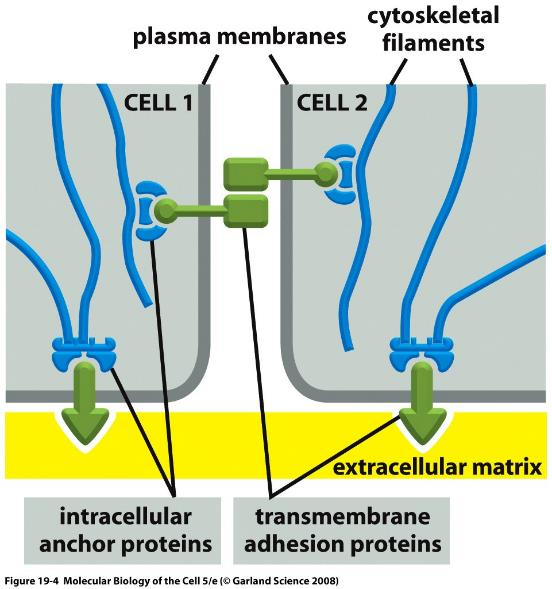 cytoskeletal
filaments
plasma membranes
CELL 1
CELL 2
extracellular matrix
intracellular
anchor proteins
transmembrane
adhesion proteins
Figure 19-4 Molecular Biology of the Cell 5/e (© Garland Science 2008)